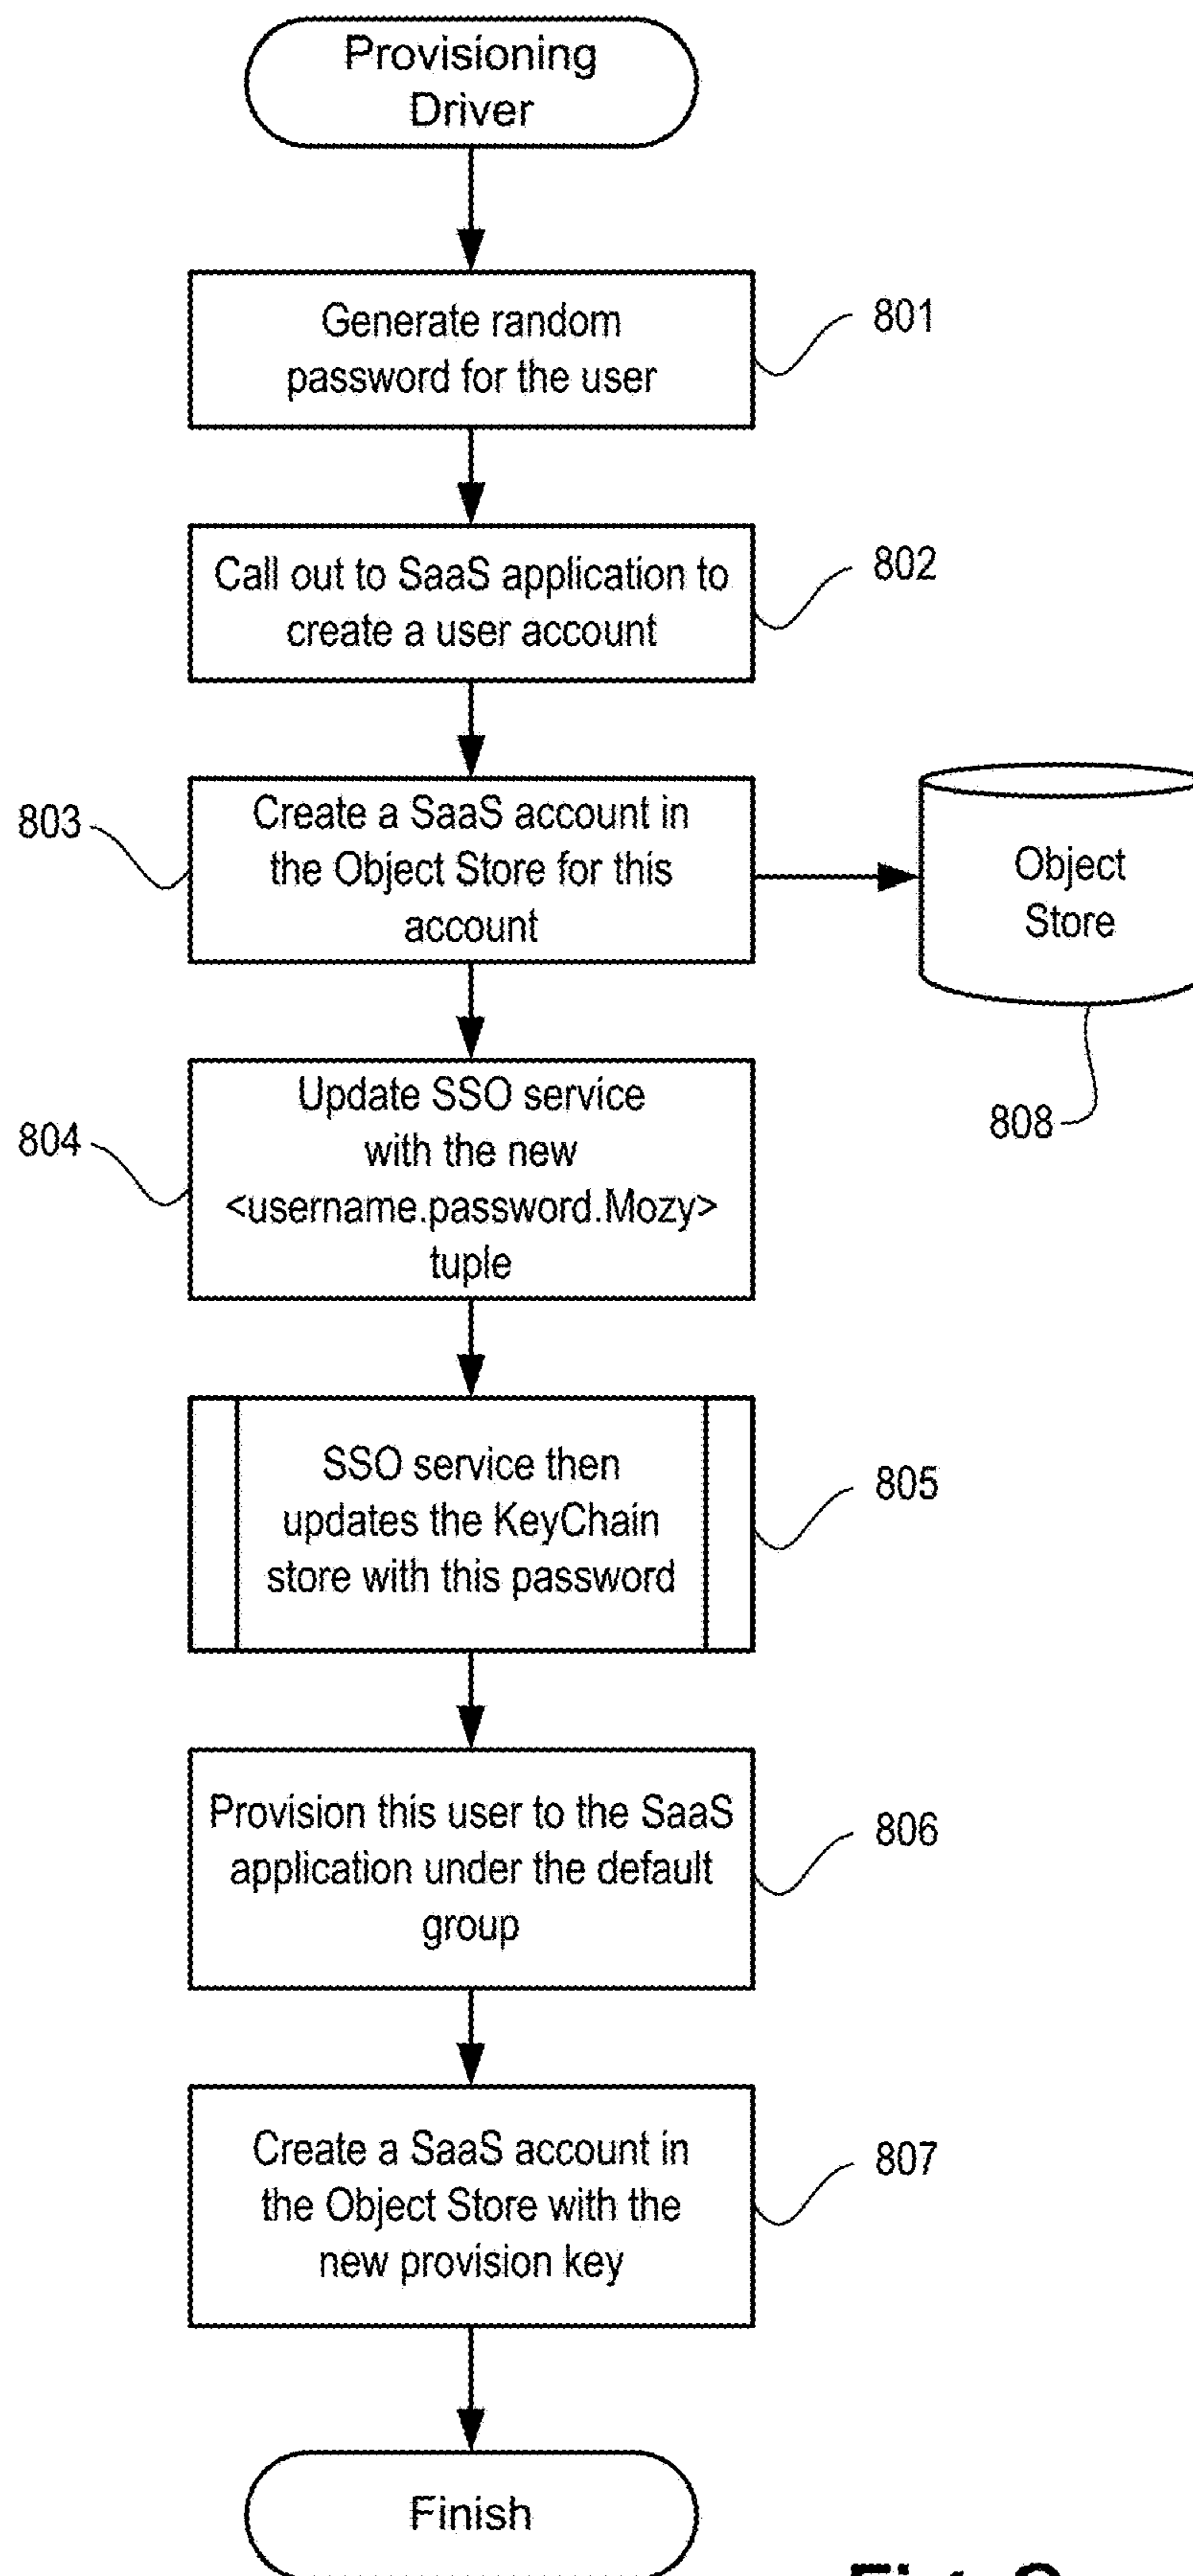 Provisioning
Driver
Generate random
password for the user
801
Call out to SaaS application to
create a user account
802
803
Create a SaaS account in
the Object Store for this
account
Object
Store
808
804
Update SSO service
with the new
<username.password.Mozy>
tuple
SSO service then
updates the KeyChain
store with this password
805
Provision this user to the SaaS
application under the default
group
806
Create a SaaS account in
the Object Store with the
new provision key
807
Finish